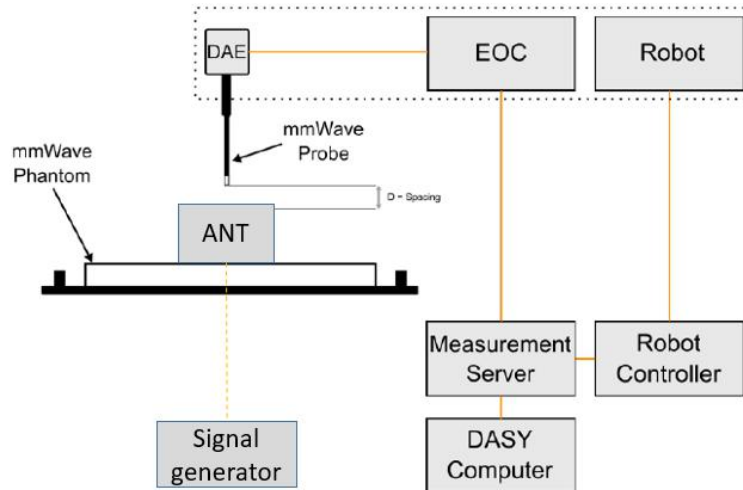 DAE
EOC
Robot
mmWave
Probe
mmWave
Phantom
D = Spacing
ANT
Measurement
Server
Robot
Controller
Signal
generator
DASY
Computer